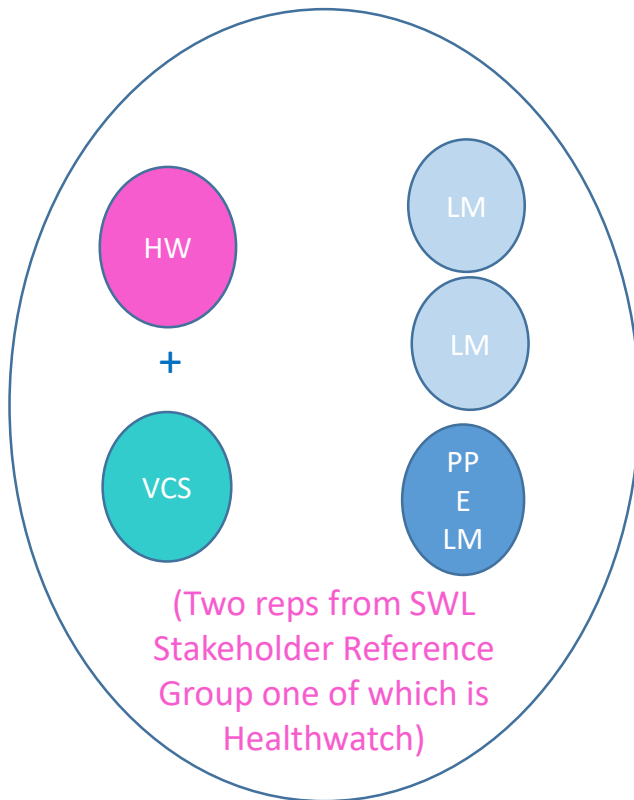 HW
+
VCS
LM
LM
PP
E
LM
(Two reps from SWL
Stakeholder Reference
Group one of which is
Healthwatch)